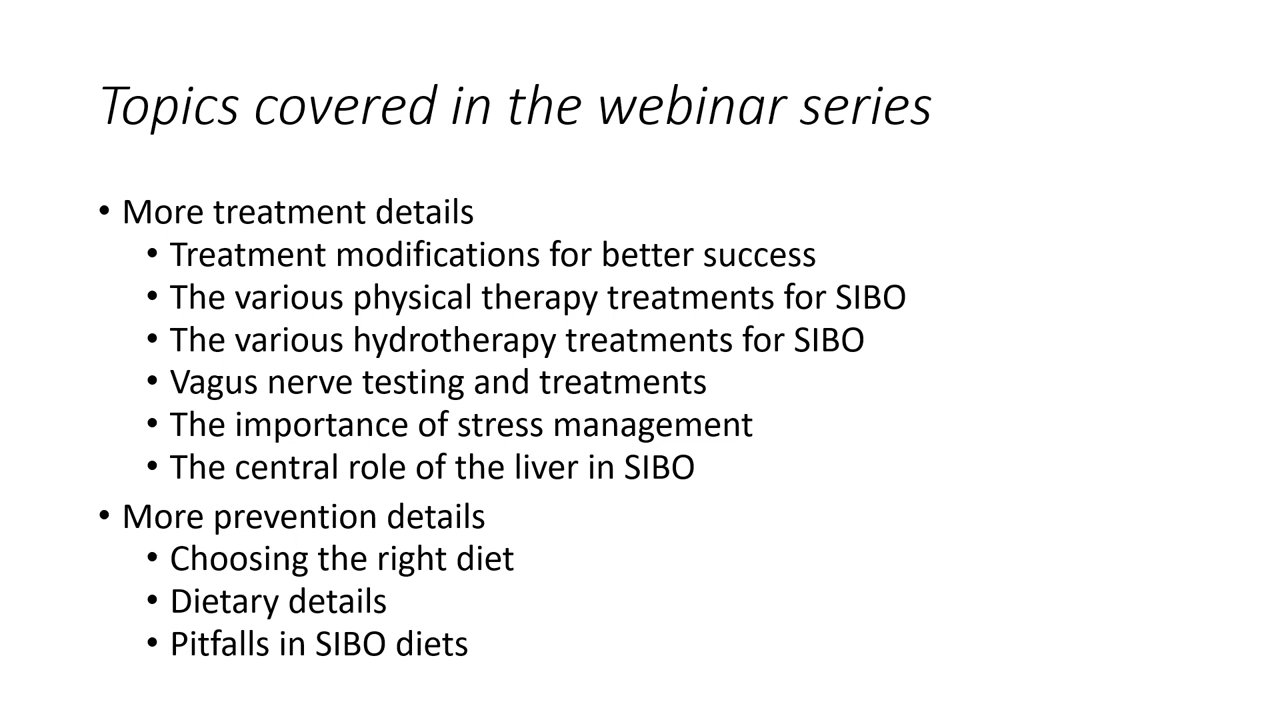 Topics covered in the webinar series
• More treatment details
• Treatment modifications for better success
• The various physical therapy treatments for SIBO
• The various hydrotherapy treatments for SIBO
• Vagus nerve testing and treatments
• The importance of stress management
• The central role of the liver in SIBO
• More prevention details
• Choosing the right diet
• Dietary details
• Pitfalls in SIBO diets